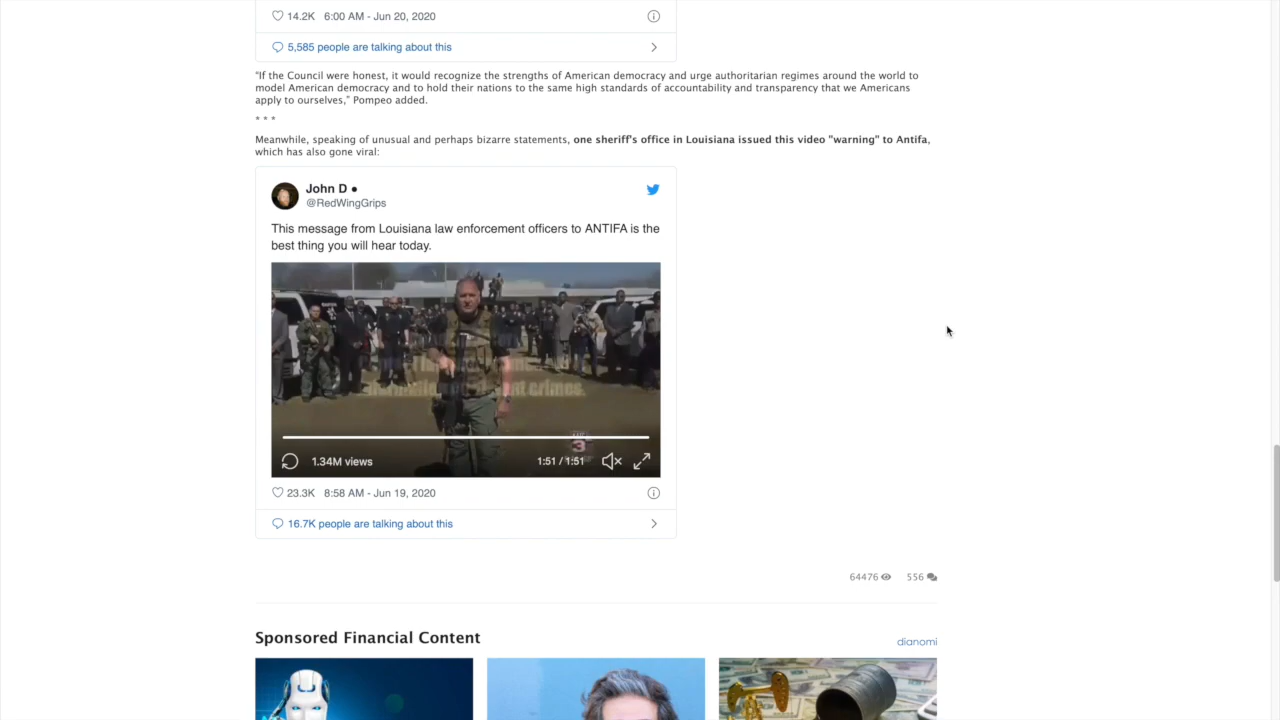 14.2K 6:00 AM - Jun 20, 2020
5,585 people are talking about this
“If the Council were honest, it would recognize the strengths of American democracy and urge authoritarian regimes around the world to
model American democracy and to hold their nations to the same high standards of accountability and transparency that we Americans
apply to ourselves,” Pompeo added.
* * *
Meanwhile, speaking of unusual and perhaps bizarre statements, one sheriff's office in Louisiana issued this video "warning" to Antifa,
which has also gone viral:
John D
@RedWingGrips
This message from Louisiana law enforcement officers to ANTIFA is the
best thing you will hear today.
crimes.
3
1.34M views 1:51 / 1:51
23.3K 8:58 AM - Jun 19, 2020
16.7K people are talking about this
64476 556
Sponsored Financial Content
dianomi